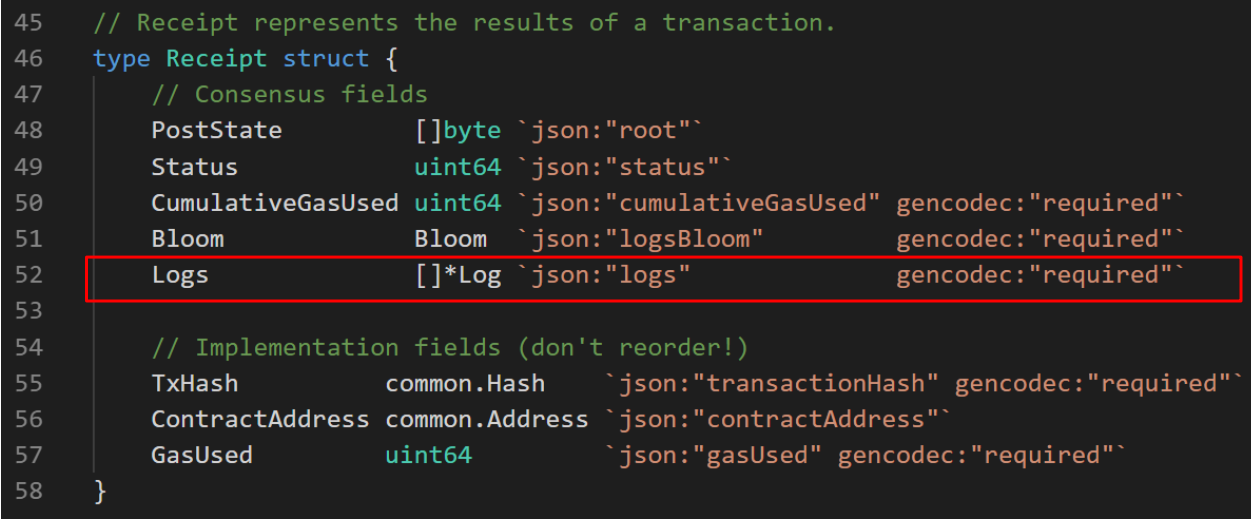 45 // Receipt represents the results of a transaction.
46 type Receipt struct {
47 // Consensus fields
48 PostState []byte `json:"root"`
49 Status uint64 `json:"status"`
50 CumulativeGasUsed uint64 `json:"cumulativeGasUsed" gencodec:"required"`
51 Bloom Bloom `json:"logsBloom" gencodec:"required"`
52 Logs []*Log `json:"logs" gencodec:"required"`
53
54 // Implementation fields (don't reorder!)
55 TxHash common.Hash `json:"transactionHash" gencodec:"required"`
56 ContractAddress common.Address `json:"contractAddress"`
57 GasUsed uint64 `json:"gasUsed" gencodec:"required"`
58 }